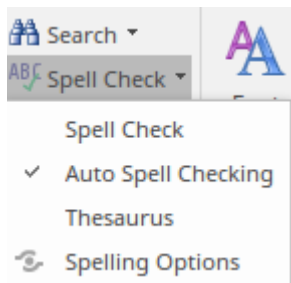 Search
ABC Spell Check
Spell Check
Auto Spell Checking
Thesaurus
Spelling Options